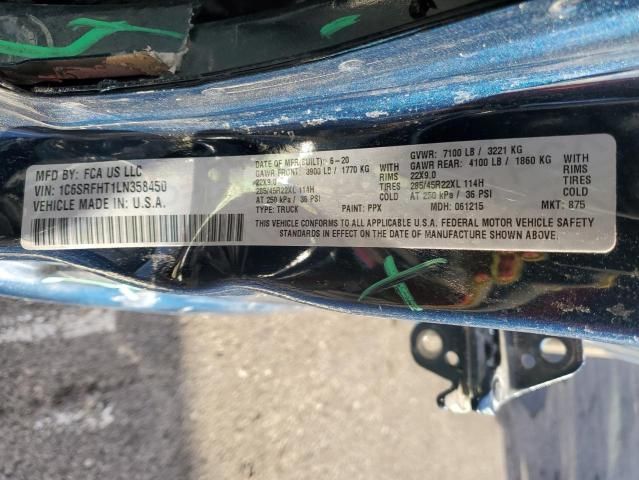 MFD BY: FCA US LLC
VIN: 1C6SRFHT1LN358450
VEHICLE MADE IN: U.S.A.
DATE OF MFR(BUILT): 6-20 GVWR: 7100 LB / 3221 KG
GAWR FRONT: 3900 LB / 1770 KG WITH GAWR REAR: 4100 LB / 1860 KG
22X9.0 RIMS 22X9.0 WITH
285/45R22XL 114H TIRES 285/45R22XL 114H RIMS
AT 250 kPa / 36 PSI COLD AT 250 kPa / 36 PSI TIRES
TYPE: TRUCK PAINT: PPX MDH: 061215 COLD
MKT: 875
THIS VEHICLE CONFORMS TO ALL APPLICABLE U.S.A. FEDERAL MOTOR VEHICLE SAFETY
STANDARDS IN EFFECT ON THE DATE OF MANUFACTURE SHOWN ABOVE.